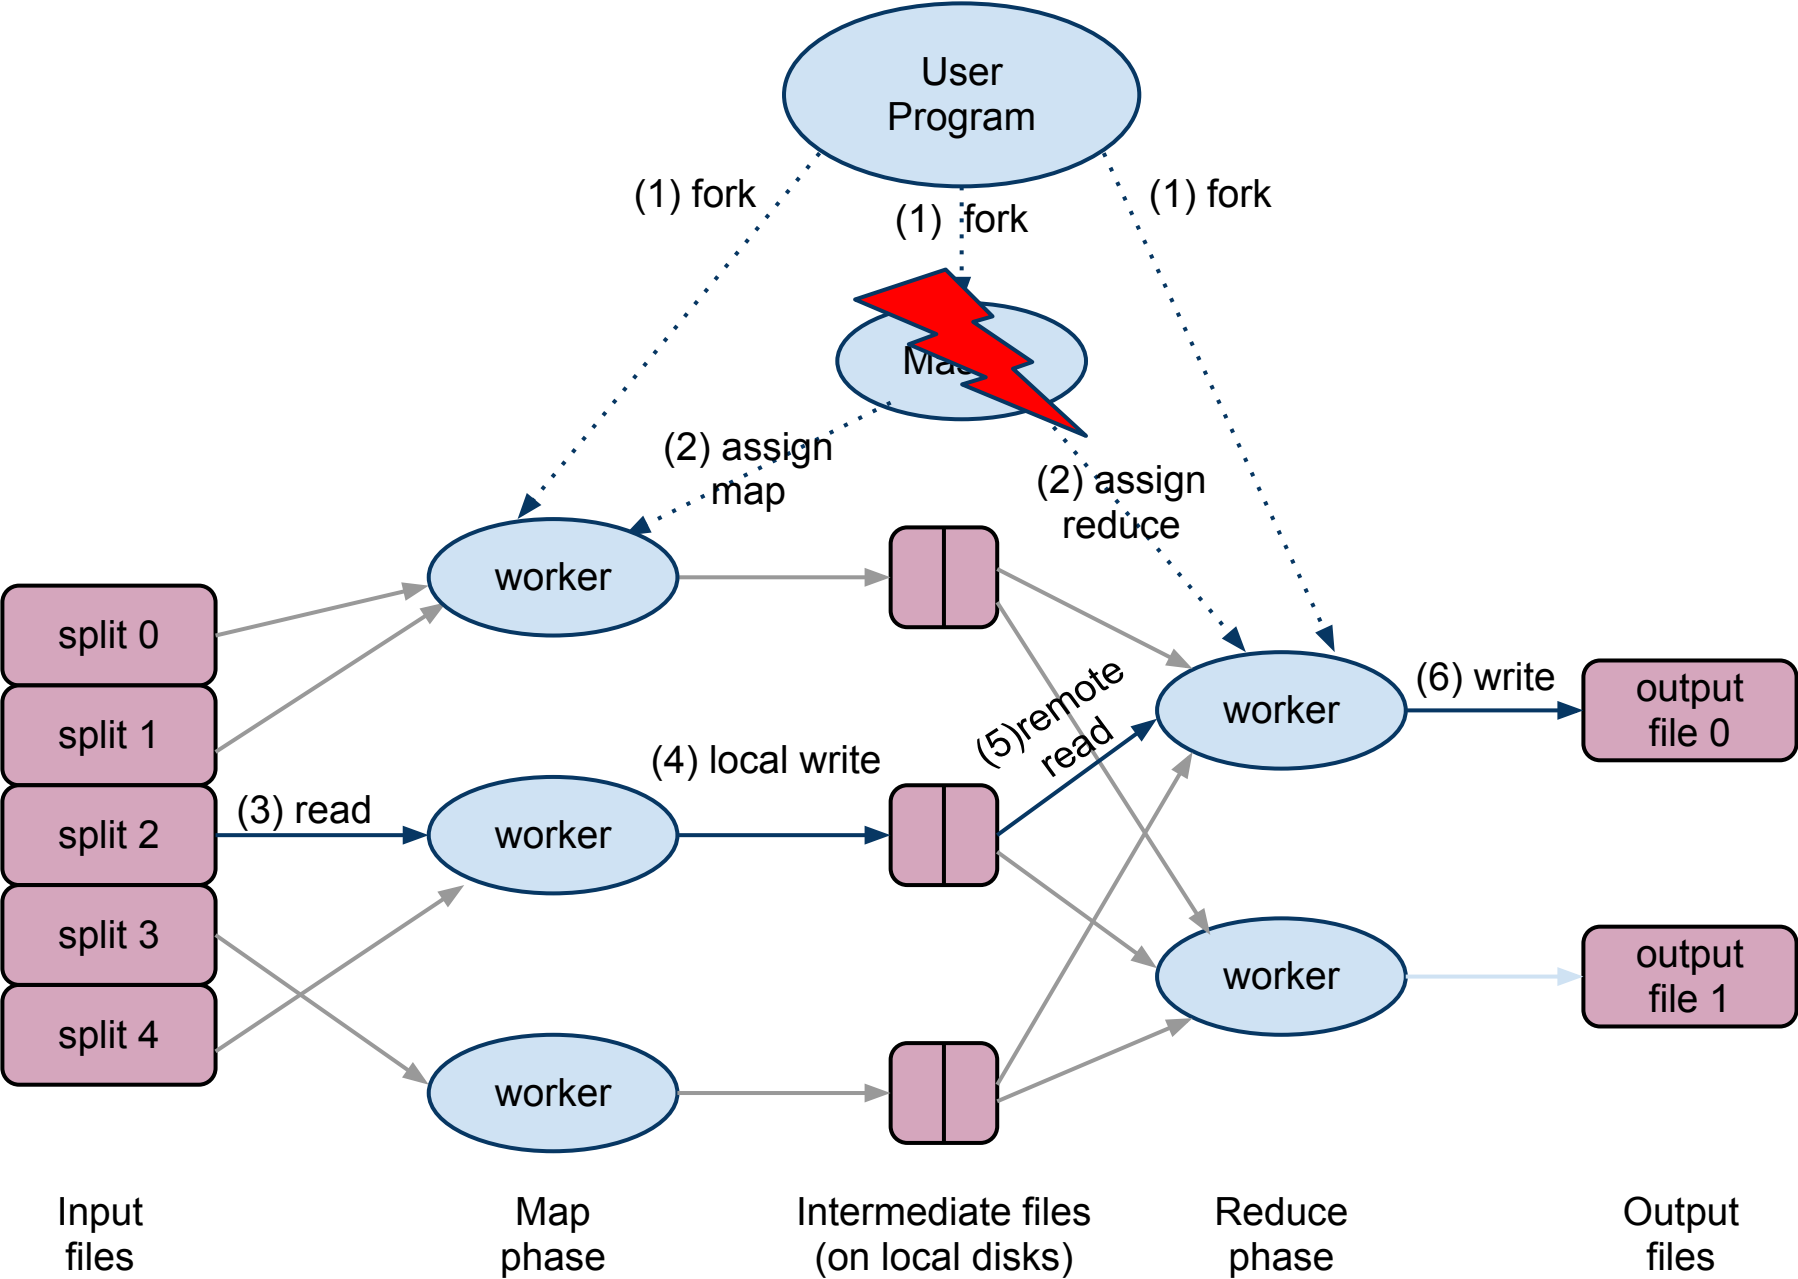 User
Program
(1) fork
(1) fork
(1) fork
(2) assign
map
(2) assign
reduce
worker
split 0
split 1
split 2
split 3
split 4
(3) read
worker
(4) local write
(5)remote
read
worker
(6) write
output
file 0
worker
output
file 1
worker
Input
files
Map
phase
Intermediate files
(on local disks)
Reduce
phase
Output
files